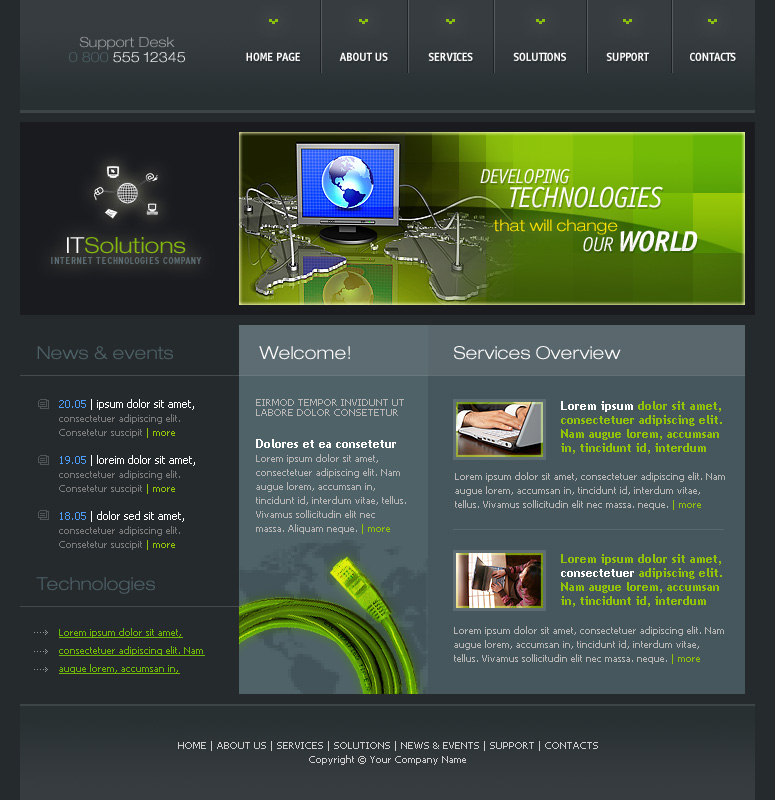 Support Desk
0 800 555 12345
HOME PAGE
ABOUT US
SERVICES
SOLUTIONS
SUPPORT
CONTACTS
ITSolutions
INTERNET TECHNOLOGIES COMPANY
DEVELOPING
TECHNOLOGIES
that will change
OUR WORLD
News & events
20.05 | ipsum dolor sit amet,
consectetuer adipiscing elit.
Consetetur suscipit | more
19.05 | loreim dolor sit amet,
consectetuer adipiscing elit.
Consetetur suscipit | more
18.05 | dolor sed sit amet,
consectetuer adipiscing elit.
Consetetur suscipit | more
Technologies
Lorem ipsum dolor sit amet,
consectetuer adipiscing elit. Nam
augue lorem, accumsan in,
Welcome!
EIRMOD TEMPOR INVIDUNT UT
LABORE DOLOR CONSETETUR
Dolores et ea consetetur
Lorem ipsum dolor sit amet,
consectetuer adipiscing elit. Nam
augue lorem, accumsan in,
tincidunt id, interdum vitae, tellus.
Vivamus sollicitudin elit nec
massa. Aliquam neque. | more
Services Overview
Lorem ipsum dolor sit amet,
consectetuer adipiscing elit.
Nam augue lorem, accumsan
in, tincidunt id, interdum
Lorem ipsum dolor sit amet, consectetuer adipiscing elit. Nam
augue lorem, accumsan in, tincidunt id, interdum vitae,
tellus. Vivamus sollicitudin elit nec massa. neque. | more
Lorem ipsum dolor sit amet,
consectetuer adipiscing elit.
Nam augue lorem, accumsan
in, tincidunt id, interdum
Lorem ipsum dolor sit amet, consectetuer adipiscing elit. Nam
augue lorem, accumsan in, tincidunt id, interdum vitae,
tellus. Vivamus sollicitudin elit nec massa. neque. | more
HOME | ABOUT US | SERVICES | SOLUTIONS | NEWS & EVENTS | SUPPORT | CONTACTS
Copyright © Your Company Name